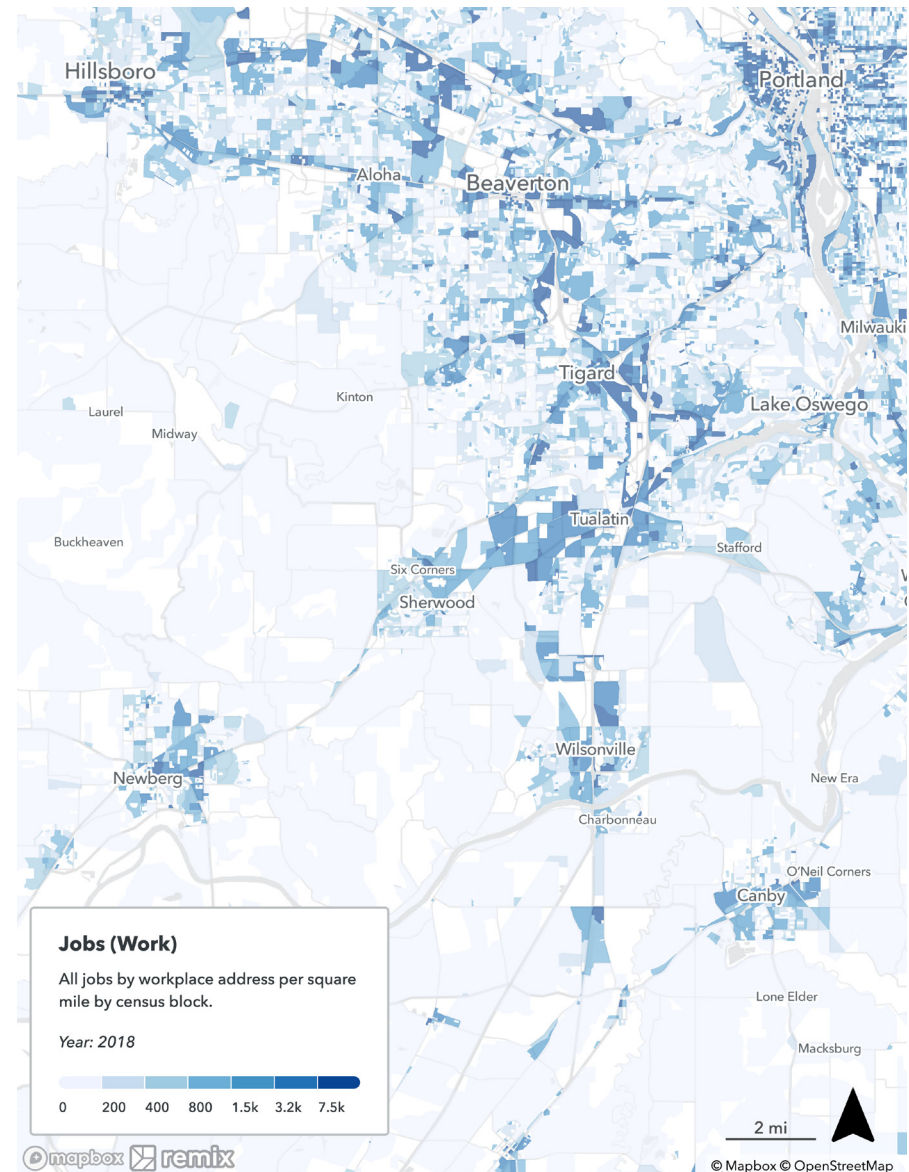 Hillsboro
Portland
Aloha
Beaverton
Milwauki
Tigard
Kinton
Lake Oswego
Laurel
Midway
Tualatin
Buckheaven
Stafford
Six Corners
Sherwood
Wilsonville
Newberg
New Era
Charbonneau
O'Neil Corners
Canby
Jobs (Work)
All jobs by workplace address per square
mile by census block.
Year: 2018
0 200 400 800 1.5k 3.2k 7.5k
Lone Elder
Macksburg
2 mi
mapbox remix
© Mapbox © OpenStreetMap